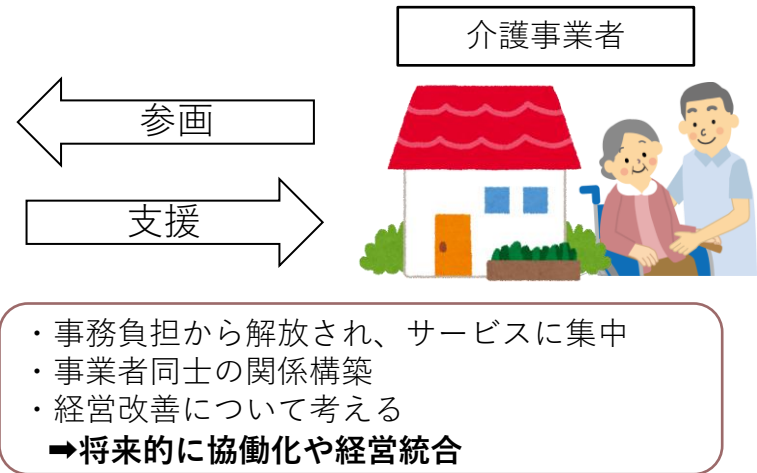 介護事業者
参画
支援
・事務負担から解放され、サービスに集中
・事業者同士の関係構築
・経営改善について考える
➡将来的に協働化や経営統合